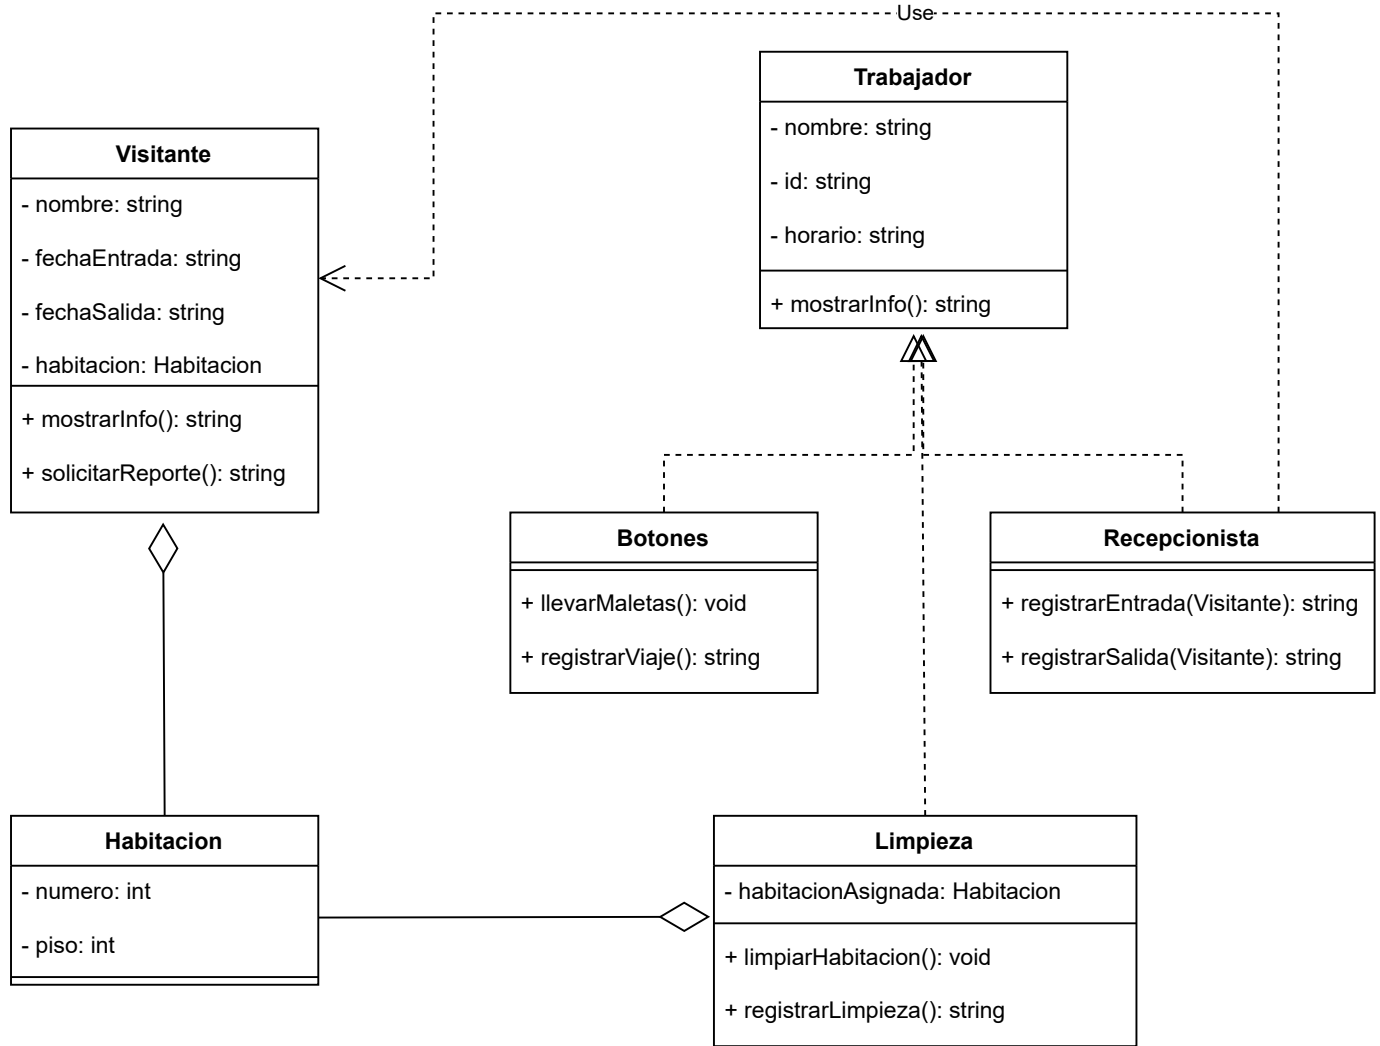 Use
Trabajador
- nombre: string
- id: string
- horario: string
+ mostrarInfo(): string
Visitante
- nombre: string
- fechaEntrada: string
- fechaSalida: string
- habitacion: Habitacion
+ mostrarInfo(): string
+ solicitarReporte(): string
Botones
+ llevarMaletas(): void
+ registrarViaje(): string
Recepcionista
+ registrarEntrada(Visitante): string
+ registrarSalida(Visitante): string
Habitacion
- numero: int
- piso: int
Limpieza
- habitacionAsignada: Habitacion
+ limpiarHabitacion(): void
+ registrarLimpieza(): string